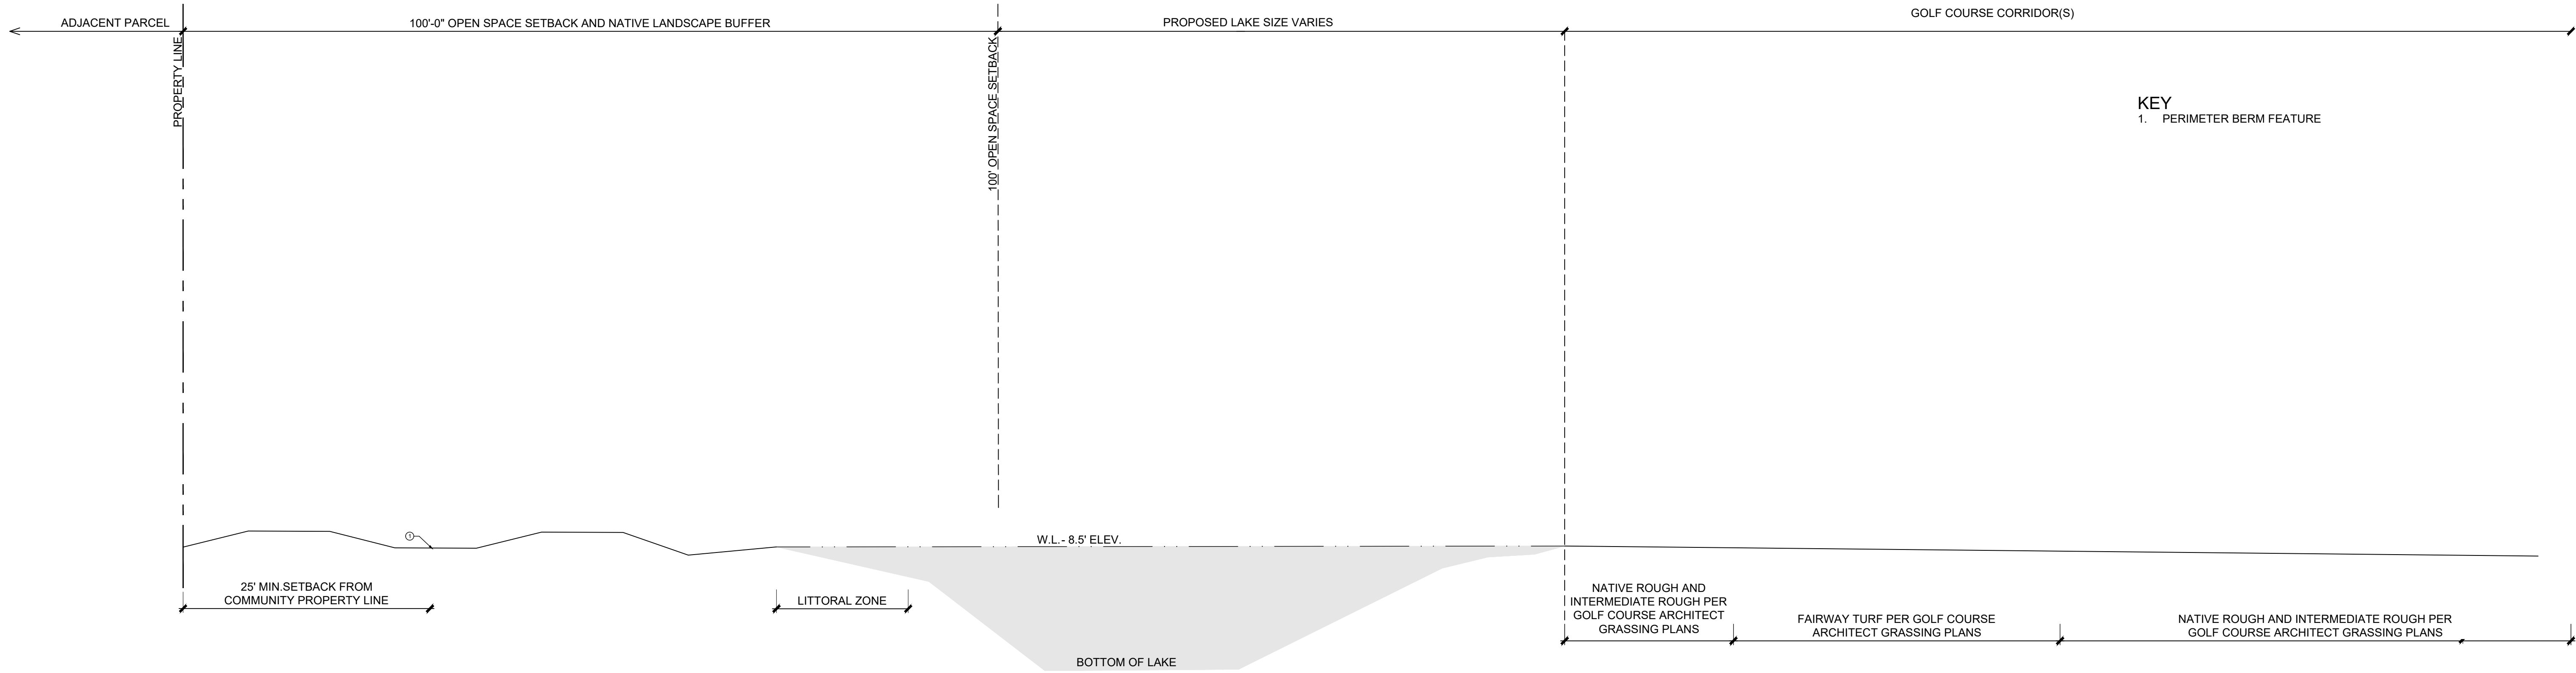 ADJACENT PARCEL
100'-0" OPEN SPACE SETBACK AND NATIVE LANDSCAPE BUFFER
PROPOSED LAKE SIZE VARIES
GOLF COURSE CORRIDOR(S)
PROPERTY LINE
100' OPEN SPACE SETBACK
KEY
1. PERIMETER BERM FEATURE
1
W.L.- 8.5' ELEV.
25' MIN.SETBACK FROM
COMMUNITY PROPERTY LINE
LITTORAL ZONE
BOTTOM OF LAKE
NATIVE ROUGH AND
INTERMEDIATE ROUGH PER
GOLF COURSE ARCHITECT
GRASSING PLANS
FAIRWAY TURF PER GOLF COURSE
ARCHITECT GRASSING PLANS
NATIVE ROUGH AND INTERMEDIATE ROUGH PER
GOLF COURSE ARCHITECT GRASSING PLANS